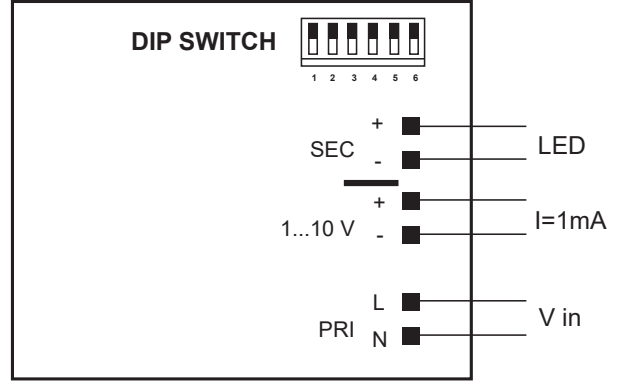 DIP SWITCH
1 2 3 4 5 6
+
SEC
-
LED
+
1...10 V
-
I=1mA
L
PRI
N
V in